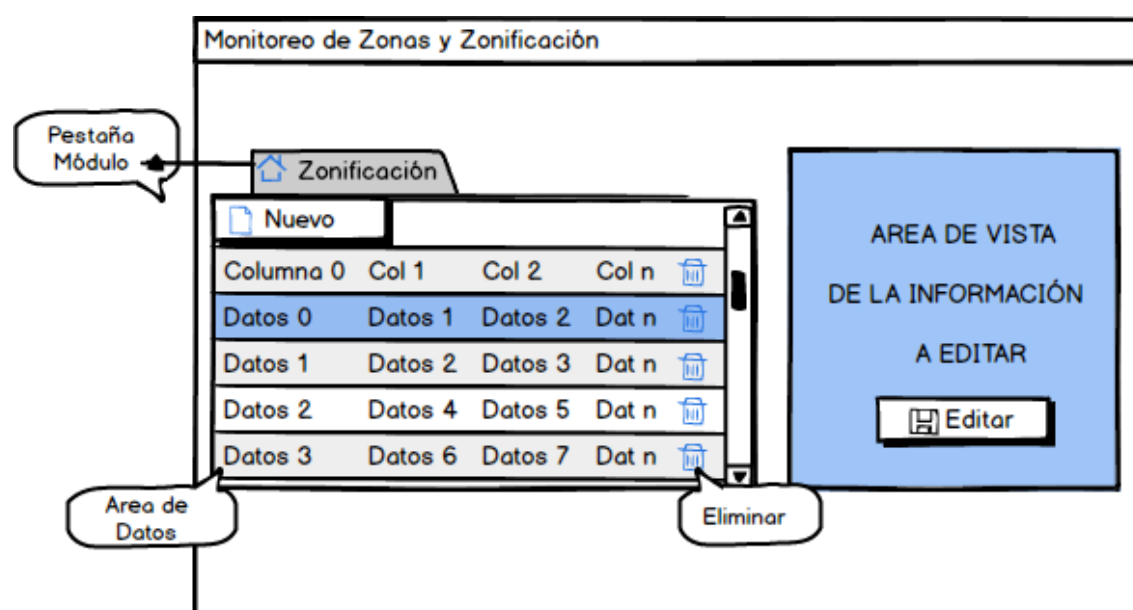 Monitoreo de Zonas y Zonificación
Pestaña
Módulo
Zonificación
Nuevo
Columna 0 Col 1 Col 2 Col n
Datos 0 Datos 1 Datos 2 Dat n
Datos 1 Datos 2 Datos 3 Dat n
Datos 2 Datos 4 Datos 5 Dat n
Datos 3 Datos 6 Datos 7 Dat n
Area de
Datos
Eliminar
AREA DE VISTA
DE LA INFORMACIÓN
A EDITAR
Editar